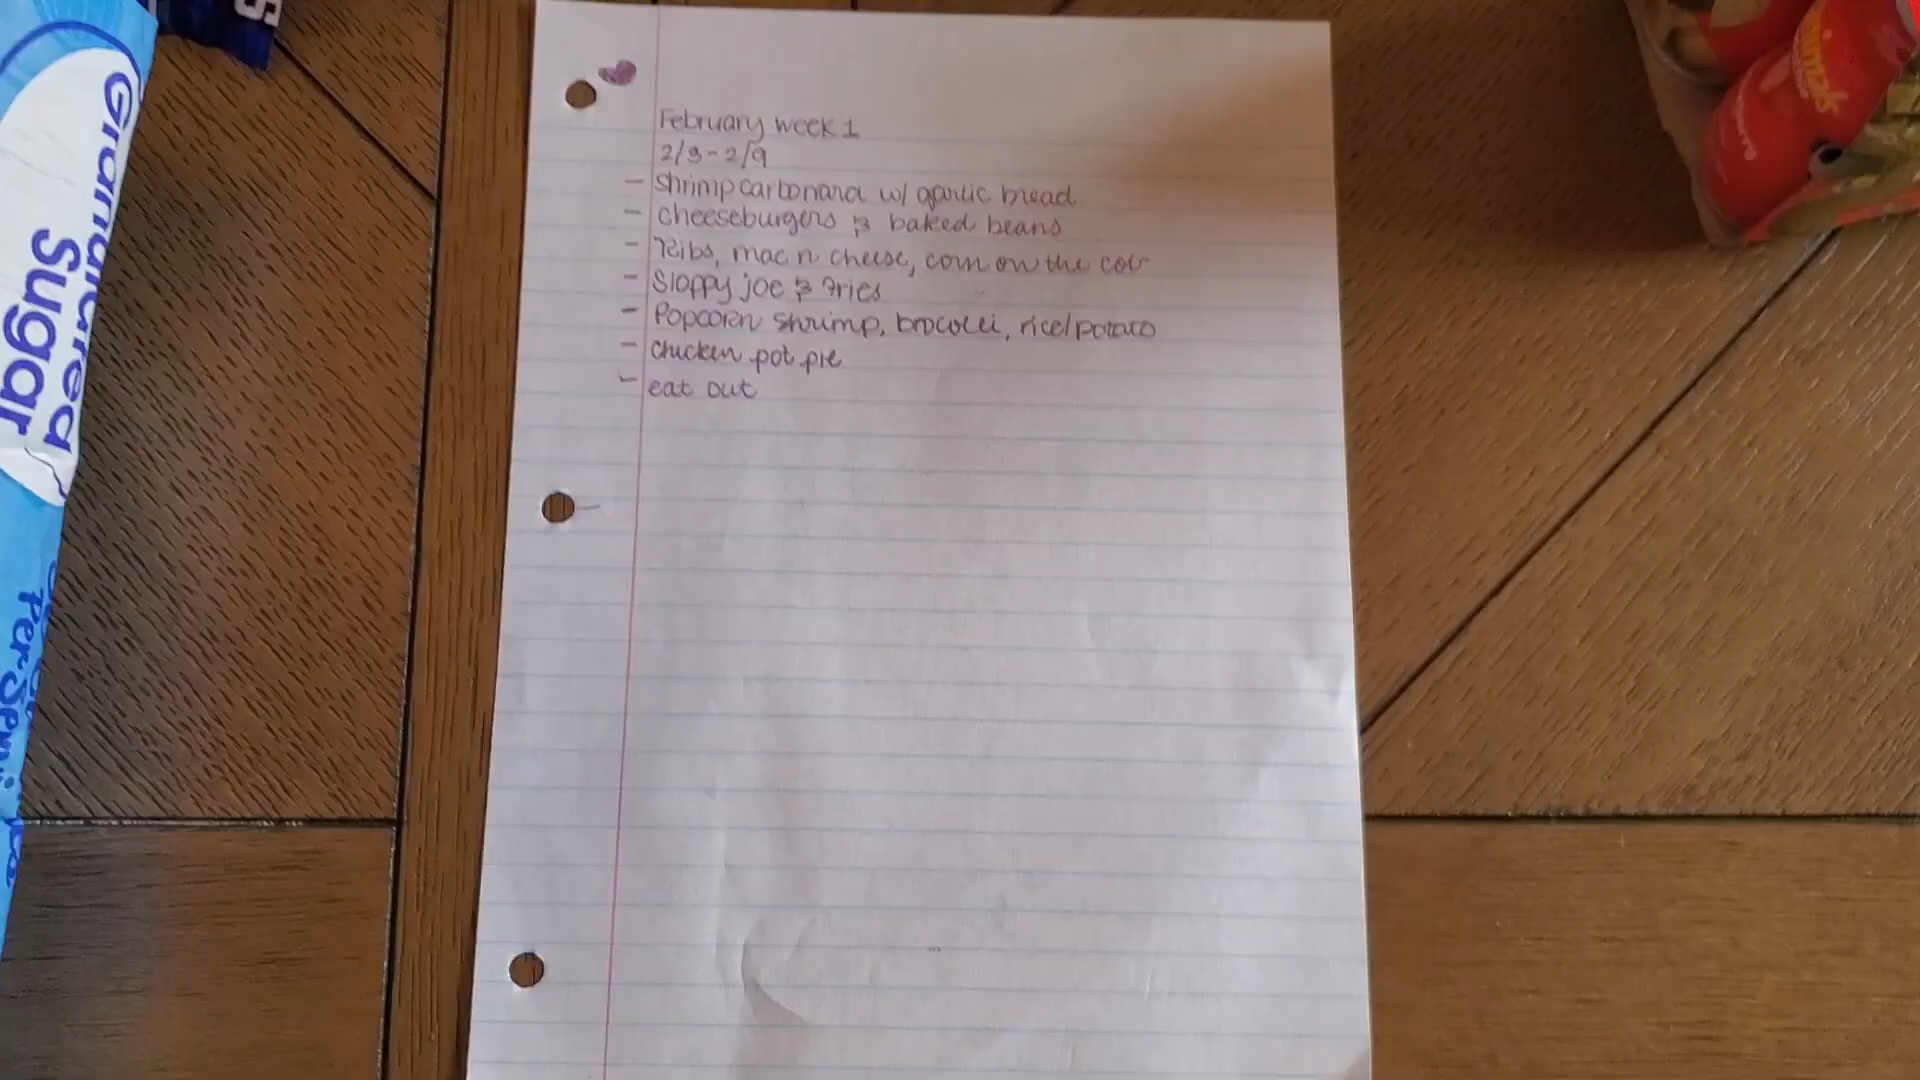 February week 1
2/3-2/9
- Shrimp carbonara w/ garlic bread
- cheeseburgers & baked beans
- Ribs, mac n cheese, corn on the cob
- Sloppy joe & Fries
- Popcorn shrimp, brocolli, rice/potato
- chicken pot pie
- eat out
Granulated
Sugar